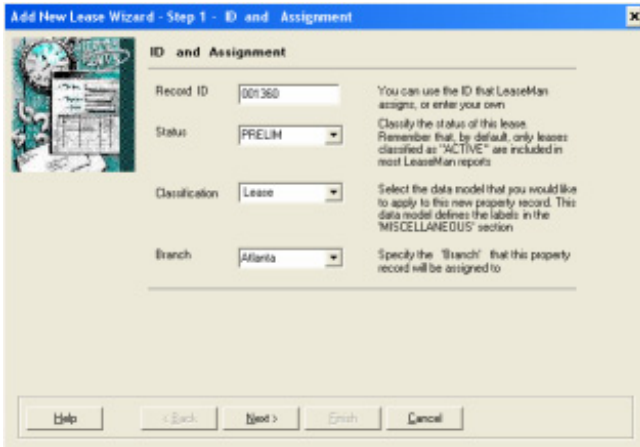 Add New Lease Wizard - Step 1 - ID and Assignment
ID and Assignment
Record ID
001360
You can use the ID that LeaseMan
assigns, or enter your own
Status
PRELIM
Classify the status of this lease.
Remember that, by default, only leases
classified as "ACTIVE" are included in
most LeaseMan reports
Classification
Lease
Select the data model that you would like
to apply to this new property record. This
data model defines the labels in the
'MISCELLANEOUS' section
Branch
Atlanta
Specify the 'Branch' that this property
record will be assigned to
Help
< Back
Next >
Finish
Cancel